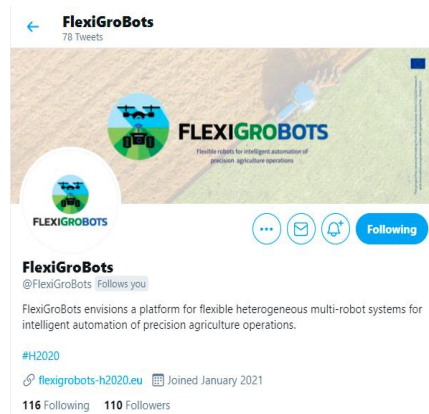 FlexiGroBots
78 Tweets
FLEXIGROBOTS
Flexible robots for intelligent automation of
precision agriculture operations
FLEXIGROBOTS
Following
FlexiGroBots
@FlexiGroBots Follows you
FlexiGroBots envisions a platform for flexible heterogeneous multi-robot systems for
intelligent automation of precision agriculture operations.
#H2020
flexigrobots-h2020.eu Joined January 2021
116 Following 110 Followers